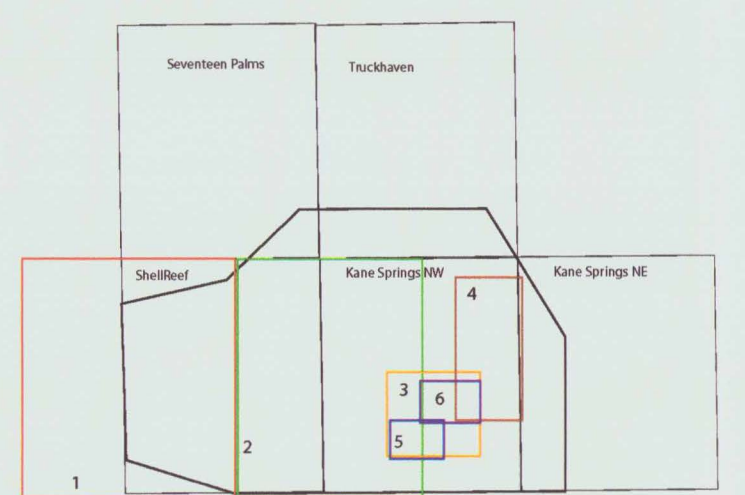 Seventeen Palms
Truckhaven
ShellReef
Kane Springs NW
Kane Springs NE
4
3
6
5
2
1